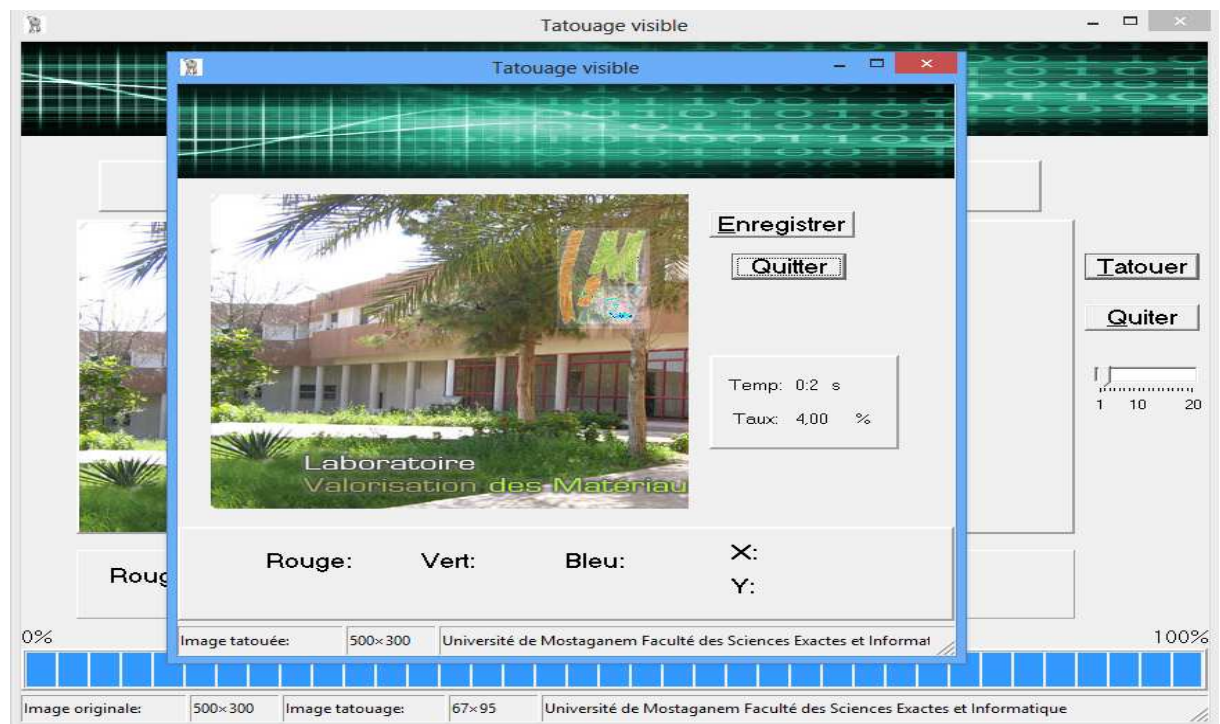 Tatouage visible
Tatouage visible
Enregistrer
Quitter
Temp: 0:2 s
Taux: 4,00 %
Laboratoire
Valorisation des Matériau
Rouge: Vert: Bleu: X:
Y:
Image tatouée: 500×300 Université de Mostaganem Faculté des Sciences Exactes et Informat
Tatouer
Quiter
1 10 20
Roug
0% 100%
Image originale: 500×300 Image tatouage: 67×95 Université de Mostaganem Faculté des Sciences Exactes et Informatique